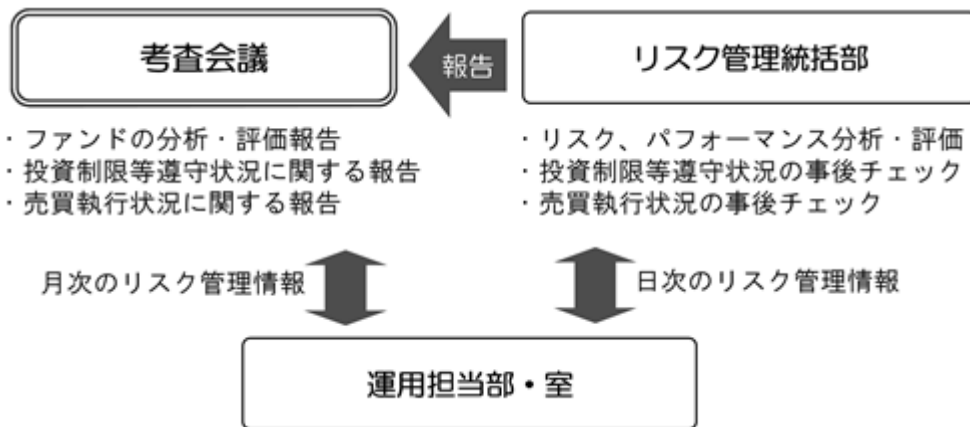 考査会議
報告
リスク管理統括部
・ファンドの分析・評価報告
・投資制限等遵守状況に関する報告
・売買執行状況に関する報告
・リスク、パフォーマンス分析・評価
・投資制限等遵守状況の事後チェック
・売買執行状況の事後チェック
月次のリスク管理情報
日次のリスク管理情報
運用担当部・室